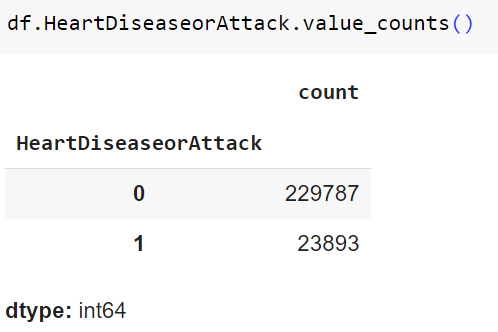 df.HeartDiseaseorAttack.value_counts()
count
HeartDiseaseorAttack
0 229787
1 23893
dtype: int64